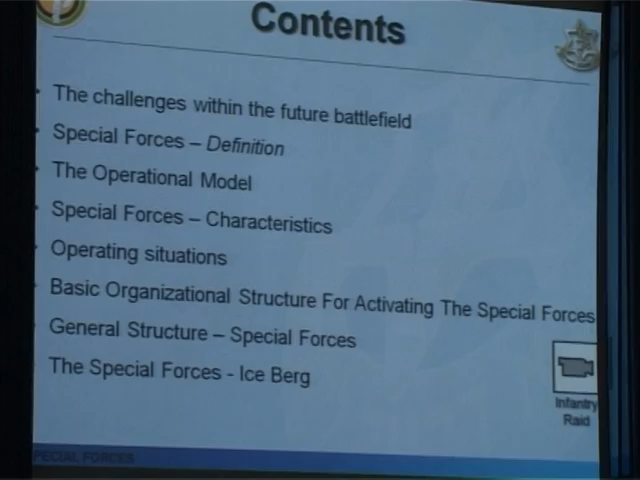 Contents
The challenges within the future battlefield
Special Forces – Definition
The Operational Model
Special Forces – Characteristics
Operating situations
Basic Organizational Structure For Activating The Special Forces
General Structure – Special Forces
The Special Forces - Ice Berg
Infantry
Raid
PECIAL FORCES